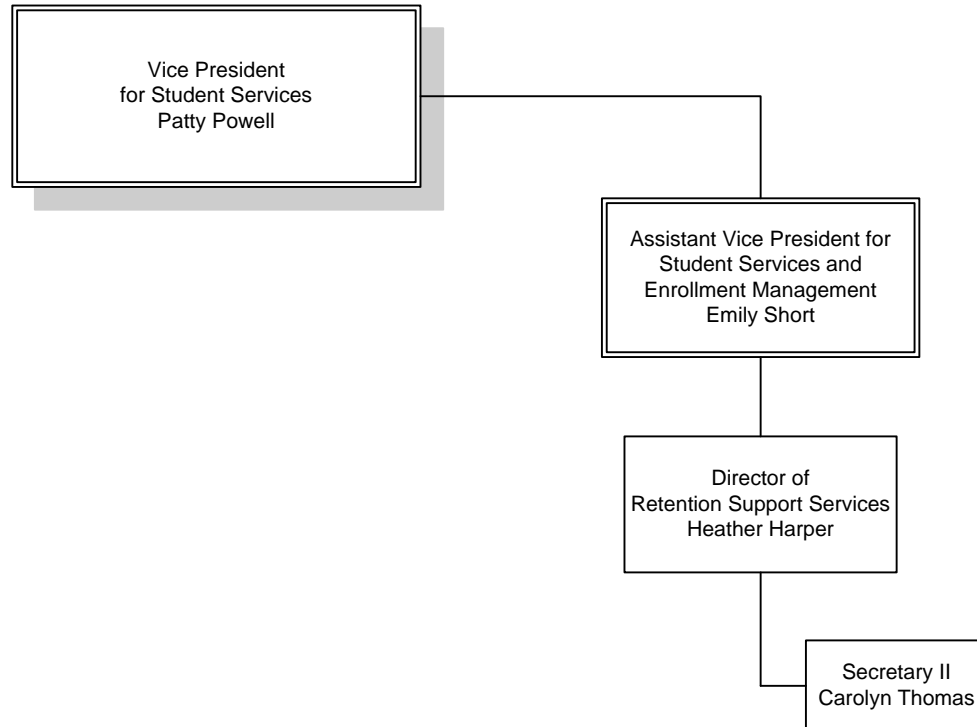 Vice President
for Student Services
Patty Powell
Assistant Vice President for
Student Services and
Enrollment Management
Emily Short
Director of
Retention Support Services
Heather Harper
Secretary II
Carolyn Thomas